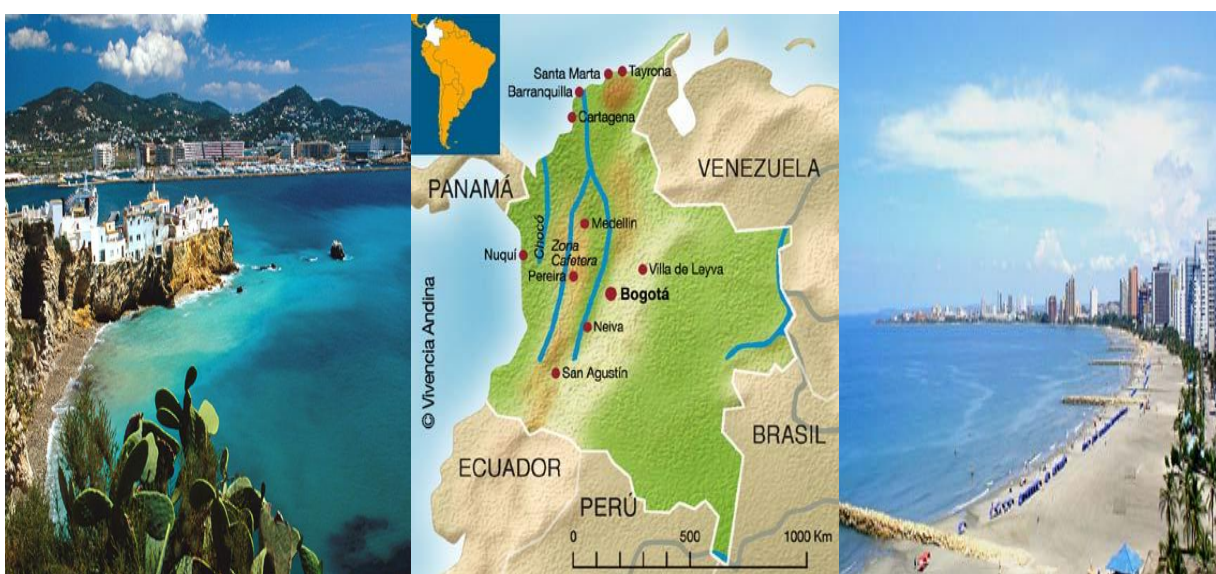 Santa Marta
Tayrona
Barranquilla
Cartagena
VENEZUELA
PANAMÁ
Medellin
Chocó
Zona
Cafetera
Nuquí
Pereira
Villa de Leyva
Bogotá
Neiva
San Agustín
© Vivencia Andina
BRASIL
ECUADOR
PERÚ
0 500 1000 Km